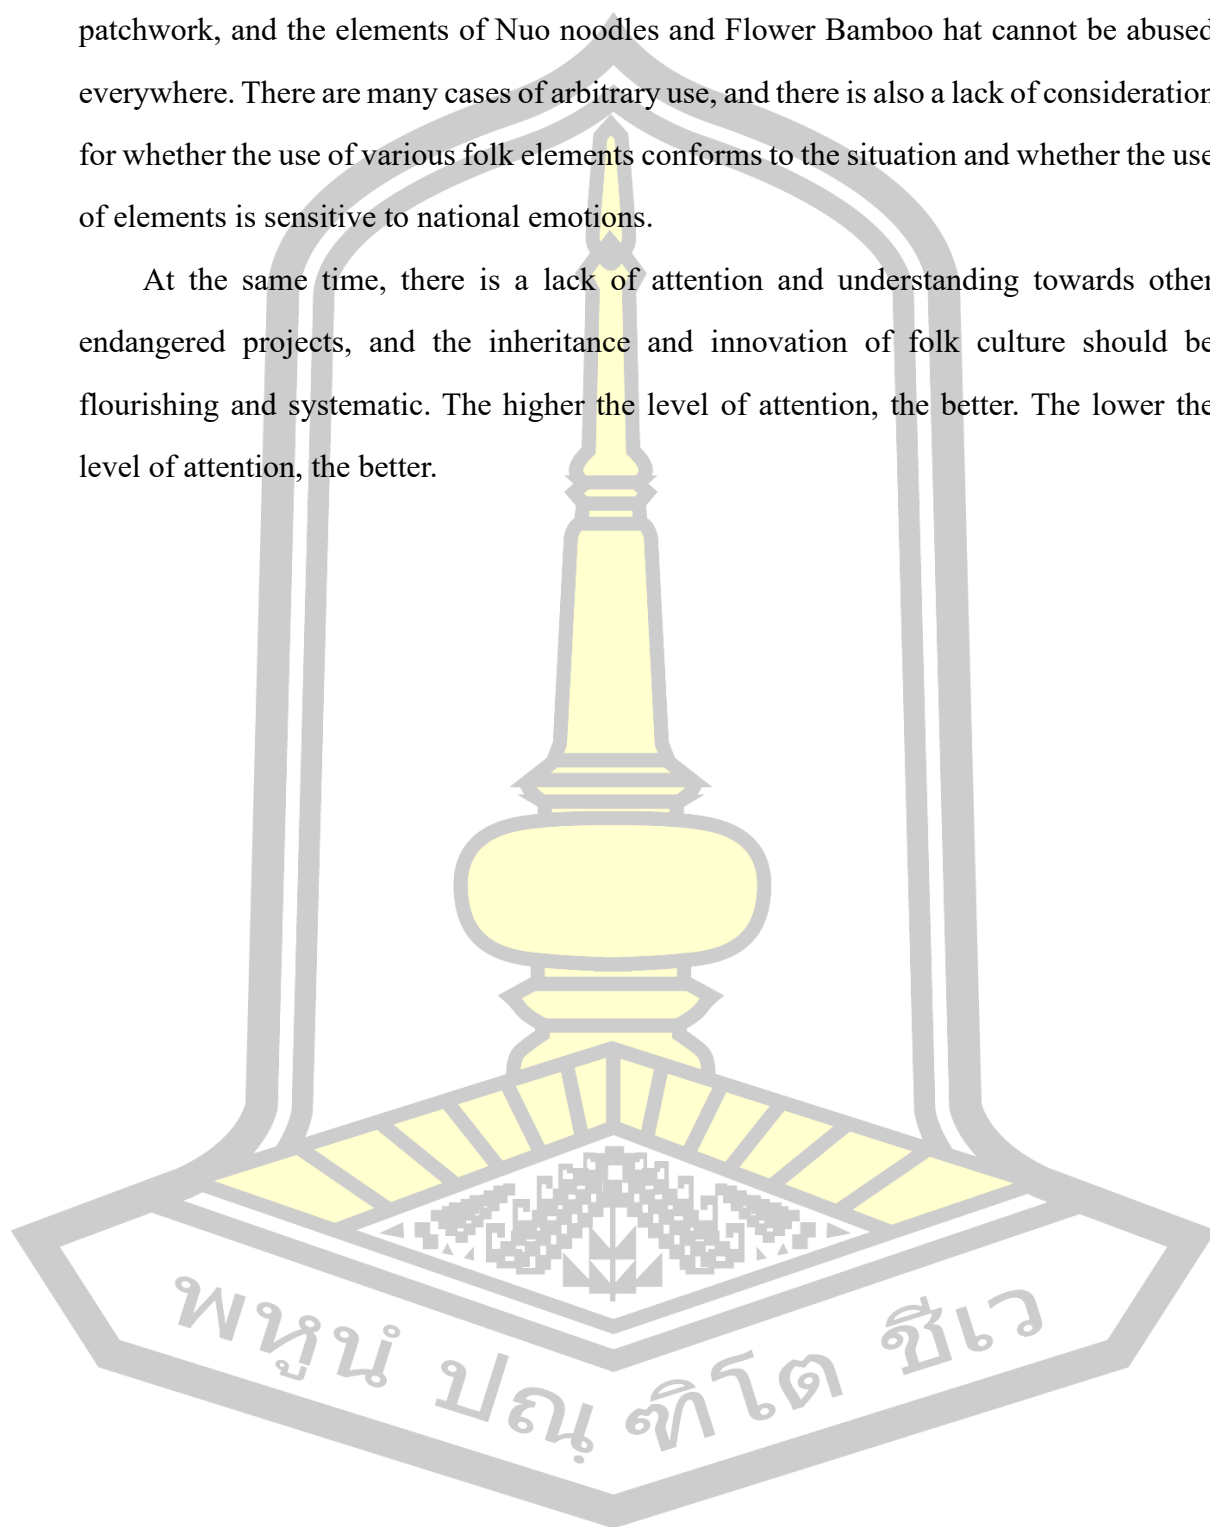 patchwork, and the elements of Nuo noodles and Flower Bamboo hat cannot be abused
everywhere. There are many cases of arbitrary use, and there is also a lack of consideration
for whether the use of various folk elements conforms to the situation and whether the use
of elements is sensitive to national emotions.
At the same time, there is a lack of attention and understanding towards other
endangered projects, and the inheritance and innovation of folk culture should be
flourishing and systematic. The higher the level of attention, the better. The lower the
level of attention, the better.
พหูนํ ปณฺฑิโต ชีเว